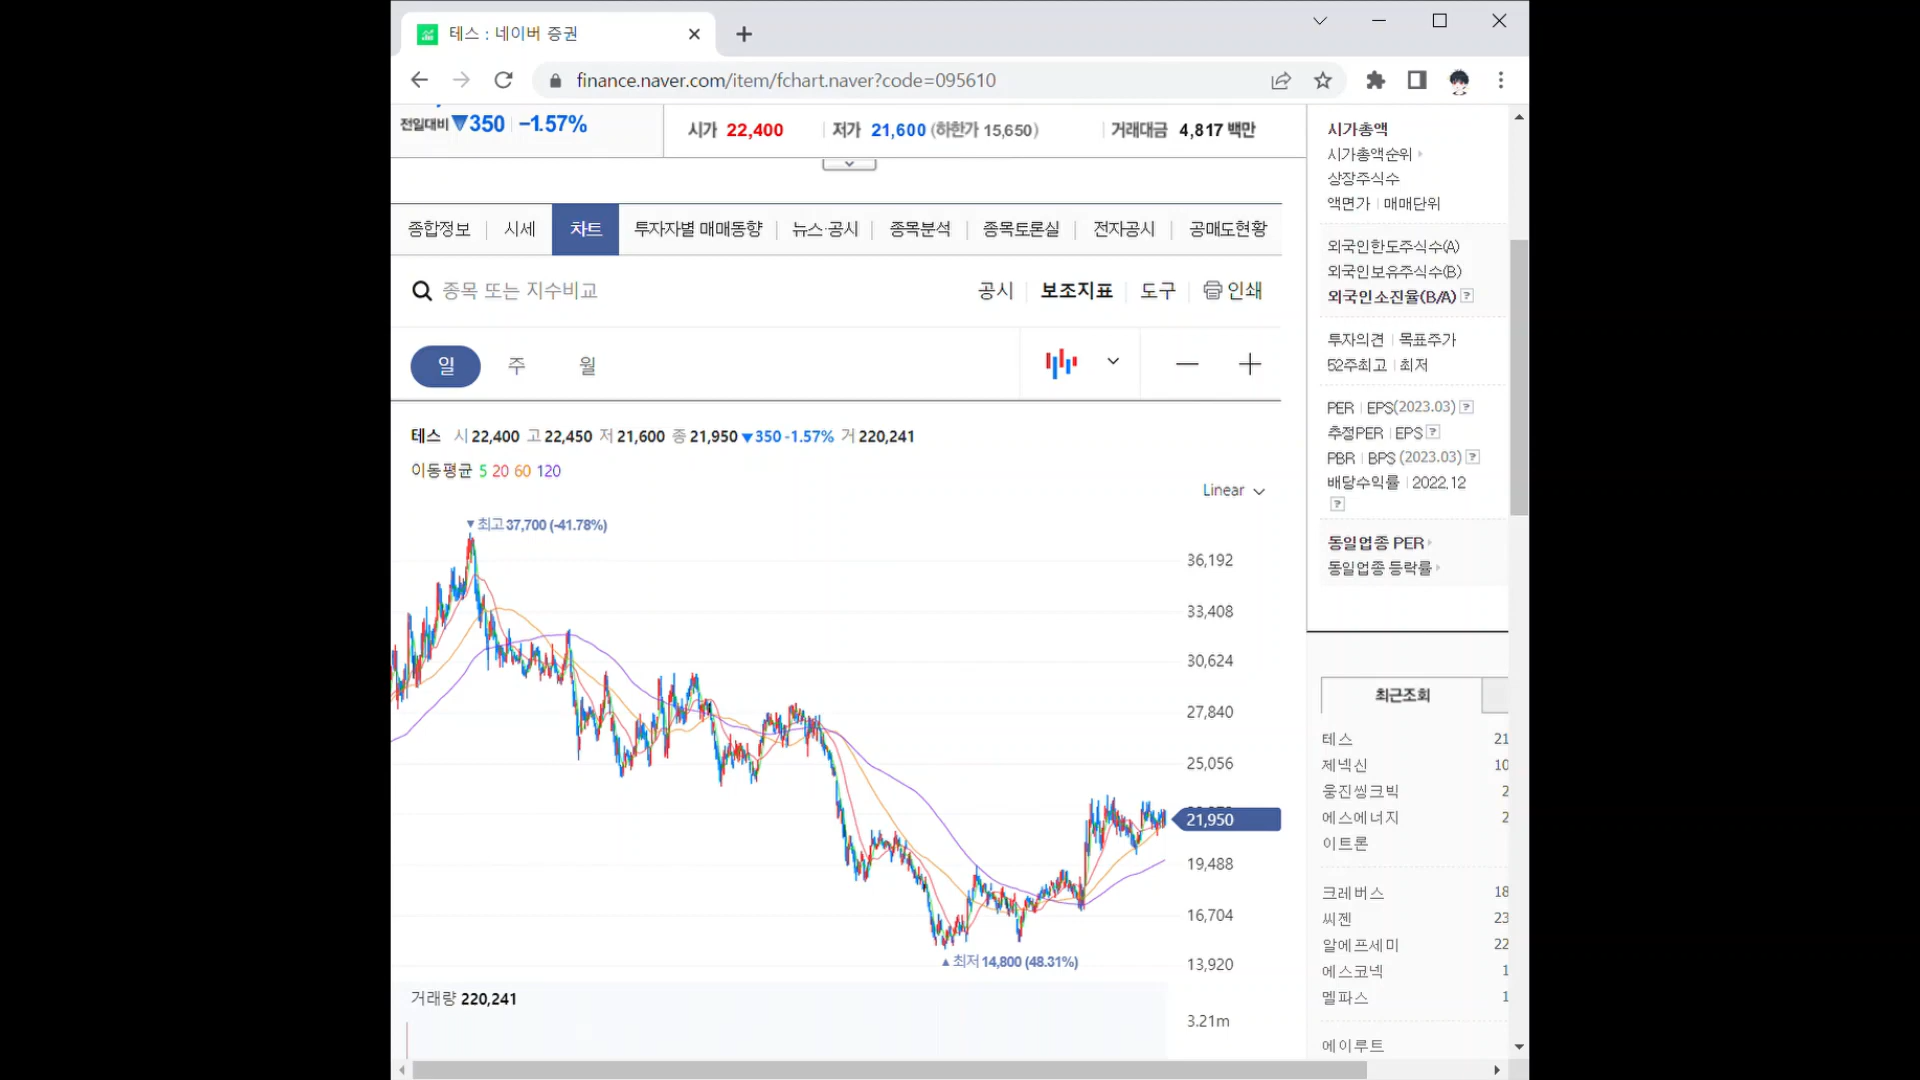 테스 : 네이버 증권
finance.naver.com/item/fchart.naver?code=095610
전일대비 ▼350 -1.57%
시가 22,400 저가 21,600 (하한가 15,650) 거래대금 4,817 백만
종합정보 시세 차트 투자자별 매매동향 뉴스·공시 종목분석 종목토론실 전자공시 공매도현황
종목 또는 지수비교 공시 보조지표 도구 인쇄
일 주 월
테스 시 22,400 고 22,450 저 21,600 종 21,950 ▼350 -1.57% 거 220,241
이동평균 5 20 60 120
Linear
▼최고 37,700 (-41.78%)
36,192
33,408
30,624
27,840
25,056
21,950
19,488
16,704
▲최저 14,800 (48.31%)
13,920
거래량 220,241
3.21m
시가총액
시가총액순위
상장주식수
액면가 매매단위
외국인한도주식수(A)
외국인보유주식수(B)
외국인소진율(B/A) ?
투자의견 목표주가
52주최고 최저
PER EPS(2023.03) ?
추정PER EPS ?
PBR BPS (2023.03) ?
배당수익률 2022.12
?
동일업종 PER
동일업종 등락률
최근조회
테스 21
제넥신 10
웅진씽크빅 2
에스에너지 2
이트론
크레버스 18
씨젠 23
알에프세미 22
에스코넥 1
멜파스 1
에이루트